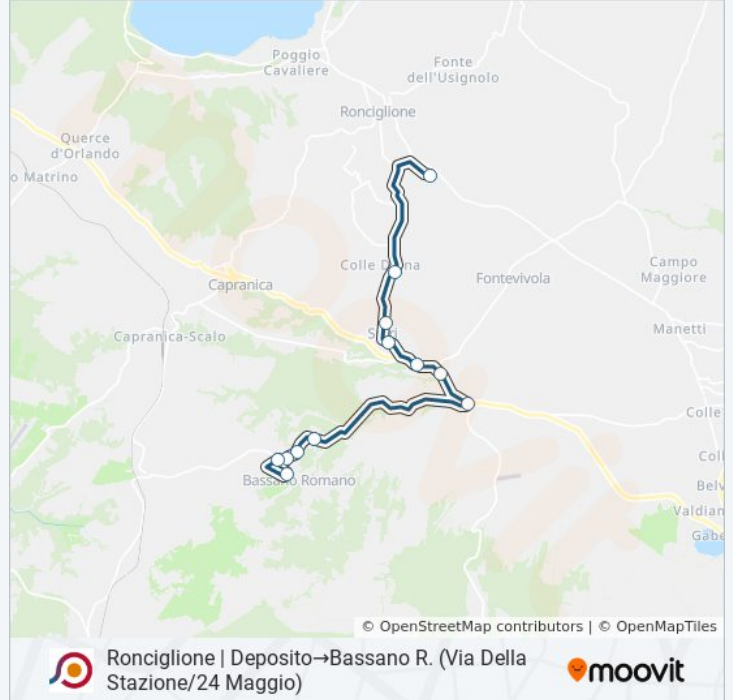 Poggio
Cavaliere
Fonte
dell'Usignolo
Ronciglione
Querce
d'Orlando
o Matrino
Colle D na
Campo
Maggiore
Fontevivola
Capranica
Manetti
S ri
Capranica-Scalo
Colle
Coll
Bassano Romano
Belv
Valdian
Gabe
© OpenStreetMap contributors | © OpenMapTiles
Ronciglione | Deposito→Bassano R. (Via Della
Stazione/24 Maggio)
moovit